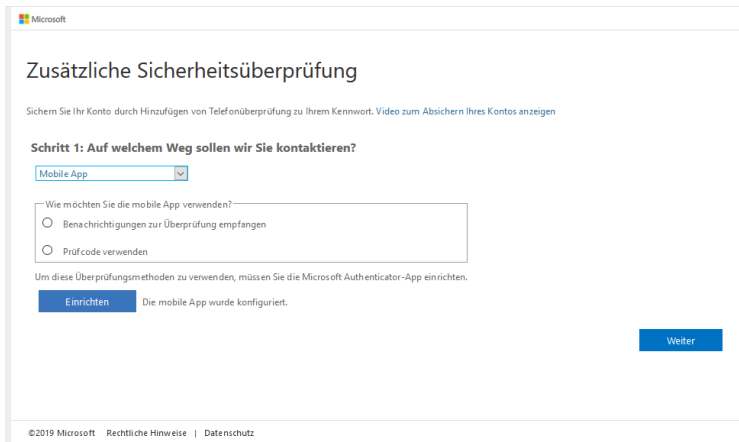 Microsoft
Zusätzliche Sicherheitsüberprüfung
Sichern Sie Ihr Konto durch Hinzufügen von Telefonüberprüfung zu Ihrem Kennwort. Video zum Absichern Ihres Kontos anzeigen
Schritt 1: Auf welchem Weg sollen wir Sie kontaktieren?
Mobile App
Wie möchten Sie die mobile App verwenden?
Benachrichtigungen zur Überprüfung empfangen
Prüfcode verwenden
Um diese Überprüfungsmethoden zu verwenden, müssen Sie die Microsoft Authenticator-App einrichten.
Einrichten Die mobile App wurde konfiguriert.
Weiter
©2019 Microsoft Rechtliche Hinweise | Datenschutz